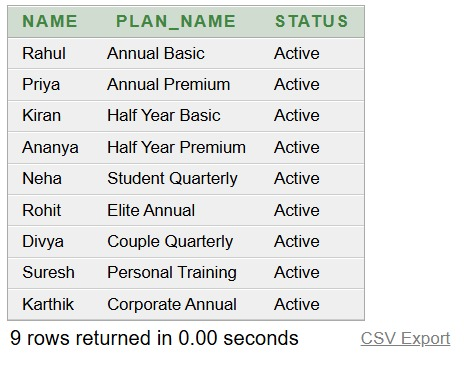 NAME PLAN_NAME STATUS
Rahul Annual Basic Active
Priya Annual Premium Active
Kiran Half Year Basic Active
Ananya Half Year Premium Active
Neha Student Quarterly Active
Rohit Elite Annual Active
Divya Couple Quarterly Active
Suresh Personal Training Active
Karthik Corporate Annual Active
9 rows returned in 0.00 seconds CSV Export